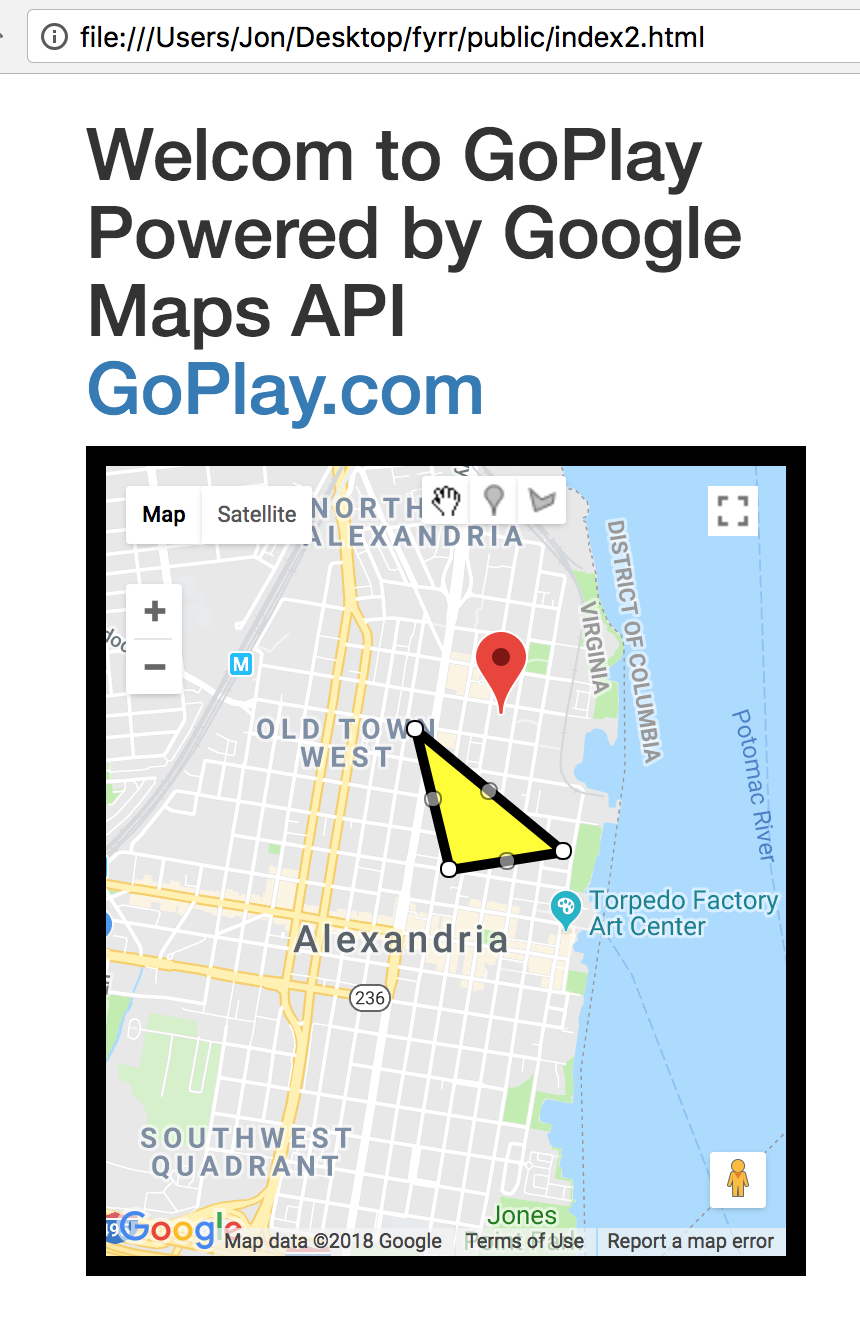 file:///Users/Jon/Desktop/fyrr/public/index2.html
Welcom to GoPlay
Powered by Google
Maps API
GoPlay.com
Map
Satellite
NORTH
ALEXANDRIA
DISTRICT OF COLUMBIA
VIRGINIA
M
OLD TOWN
WEST
Potomac River
Torpedo Factory
Art Center
Alexandria
236
SOUTHWEST
QUADRANT
Jones
Point Park
Google
Map data ©2018 Google
Terms of Use
Report a map error